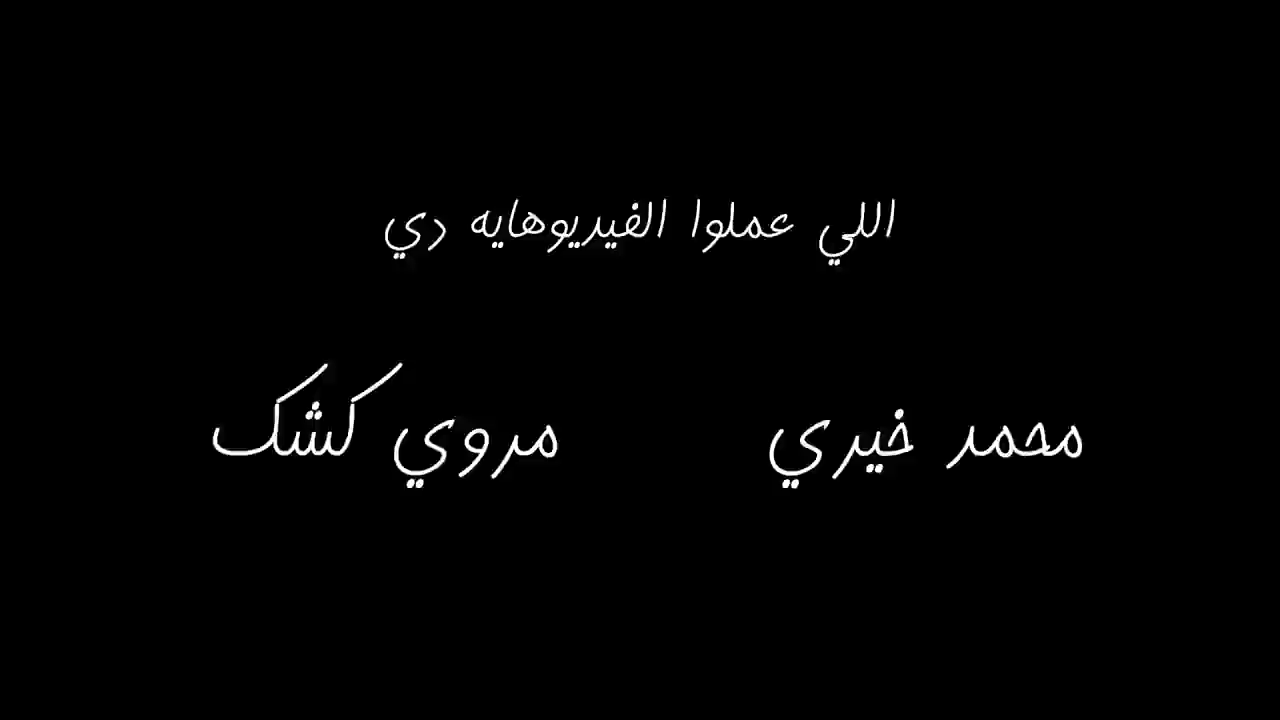 اللي عملوا الفيديوهايه دي
محمد خيري
مروي كشك